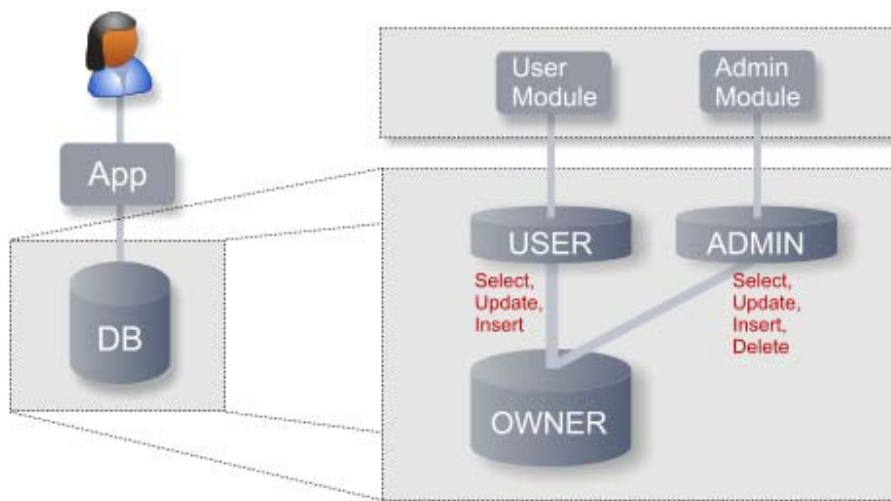 User
Module
Admin
Module
App
USER
ADMIN
Select,
Update,
Insert
Select,
Update,
Insert,
Delete
DB
OWNER